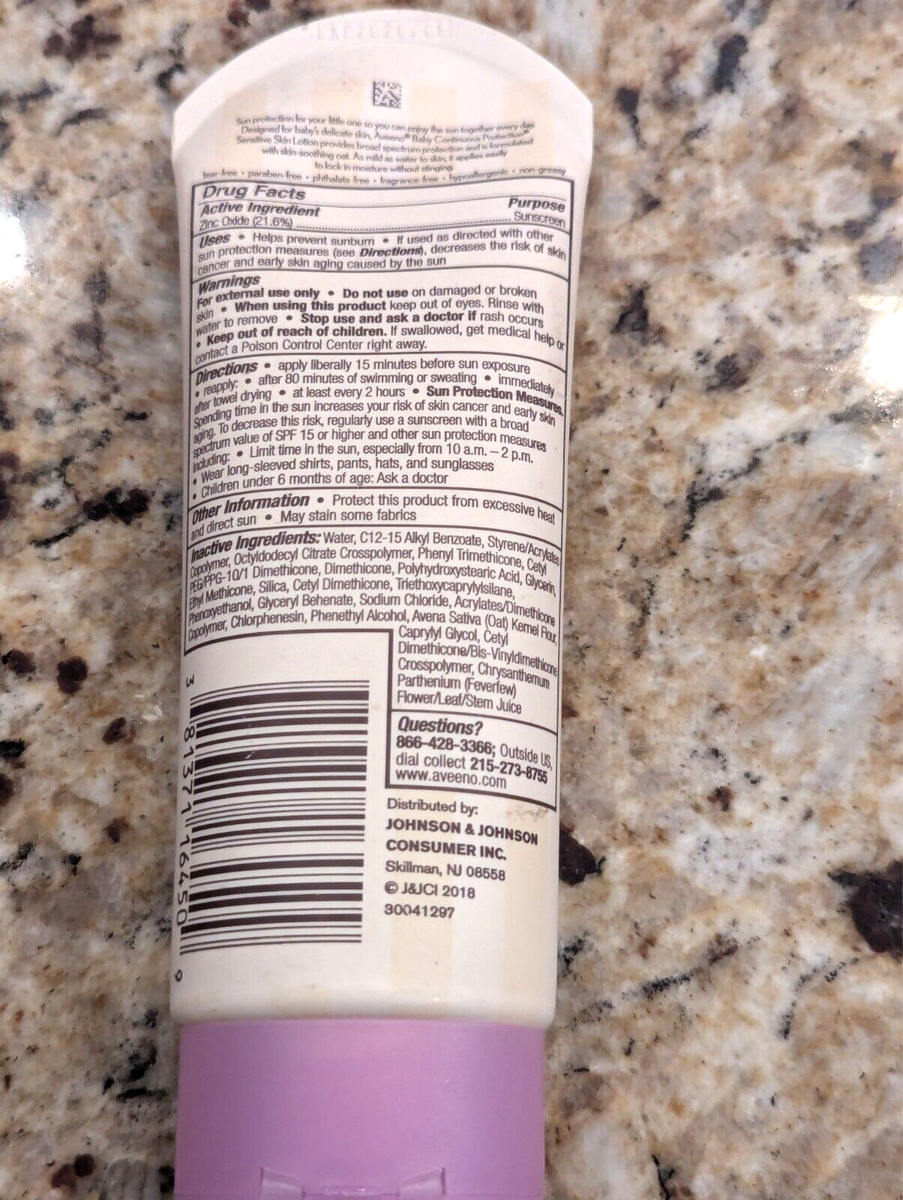 Sun protection for your little one so you can enjoy the sun together every day.
Designed for baby's delicate skin, Aveeno® Baby Continuous Protection®
Sensitive Skin Lotion provides broad spectrum protection and is formulated
with skin-soothing oat. As mild as water to skin, it applies easily
to lock in moisture without stinging.
tear-free • paraben-free • phthalate-free • fragrance-free • hypoallergenic • non-greasy
Drug Facts
Active Ingredient Purpose
Zinc Oxide (21.6%) Sunscreen
Uses • Helps prevent sunburn • If used as directed with other
sun protection measures (see Directions), decreases the risk of skin
cancer and early skin aging caused by the sun
Warnings
For external use only • Do not use on damaged or broken
skin • When using this product keep out of eyes. Rinse with
water to remove • Stop use and ask a doctor if rash occurs
• Keep out of reach of children. If swallowed, get medical help or
contact a Poison Control Center right away.
Directions • apply liberally 15 minutes before sun exposure
• reapply: • after 80 minutes of swimming or sweating • immediately
after towel drying • at least every 2 hours • Sun Protection Measures.
Spending time in the sun increases your risk of skin cancer and early skin
aging. To decrease this risk, regularly use a sunscreen with a broad
spectrum value of SPF 15 or higher and other sun protection measures
including: • Limit time in the sun, especially from 10 a.m. – 2 p.m.
• Wear long-sleeved shirts, pants, hats, and sunglasses
• Children under 6 months of age: Ask a doctor
Other Information • Protect this product from excessive heat
and direct sun • May stain some fabrics
Inactive Ingredients: Water, C12-15 Alkyl Benzoate, Styrene/Acrylates
Copolymer, Octyldodecyl Citrate Crosspolymer, Phenyl Trimethicone, Cetyl
PEG/PPG-10/1 Dimethicone, Dimethicone, Polyhydroxystearic Acid, Glycerin,
Ethyl Methicone, Silica, Cetyl Dimethicone, Triethoxycaprylylsilane,
Phenoxyethanol, Glyceryl Behenate, Sodium Chloride, Acrylates/Dimethicone
Copolymer, Chlorphenesin, Phenethyl Alcohol, Avena Sativa (Oat) Kernel Flour,
Caprylyl Glycol, Cetyl
Dimethicone/Bis-Vinyldimethicone
Crosspolymer, Chrysanthemum
Parthenium (Feverfew)
Flower/Leaf/Stem Juice
Questions?
866-428-3366; Outside US,
dial collect 215-273-8755
www.aveeno.com
Distributed by:
JOHNSON & JOHNSON
CONSUMER INC.
Skillman, NJ 08558
© J&JCI 2018
30041297
3 81371 16450 9